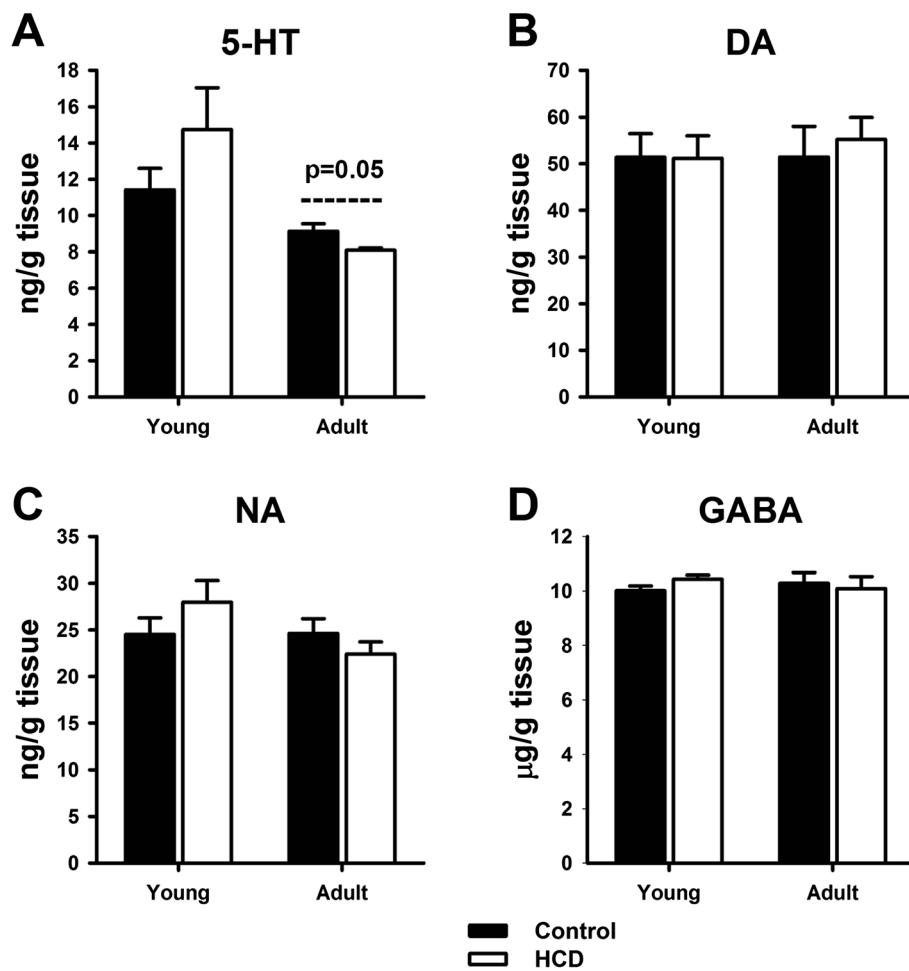 A
5-HT
ng/g tissue
18
16
14
12
10
8
6
4
2
0
p=0.05
Young
Adult
B
DA
ng/g tissue
70
60
50
40
30
20
10
0
Young
Adult
C
NA
ng/g tissue
35
30
25
20
15
10
5
0
Young
Adult
D
GABA
μg/g tissue
12
10
8
6
4
2
0
Young
Adult
Control
HCD